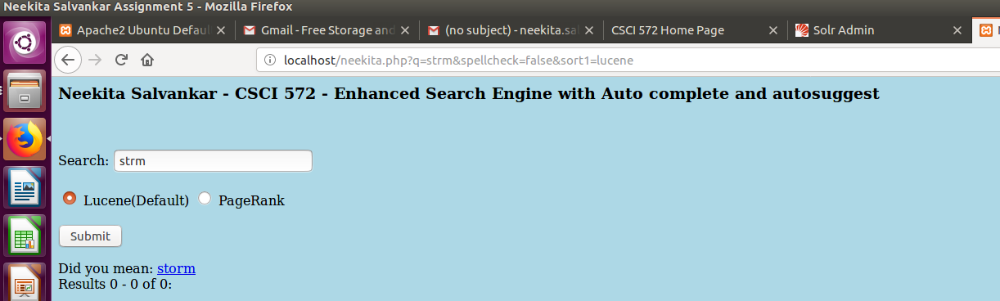 Neekita Salvankar Assignment 5 - Mozilla Firefox
Apache2 Ubuntu Defaul Gmail - Free Storage and (no subject) - neekita.sal CSCI 572 Home Page Solr Admin
localhost/neekita.php?q=strm&spellcheck=false&sort1=lucene
Neekita Salvankar - CSCI 572 - Enhanced Search Engine with Auto complete and autosuggest
Search: strm
Lucene(Default) PageRank
Submit
Did you mean: storm
Results 0 - 0 of 0: